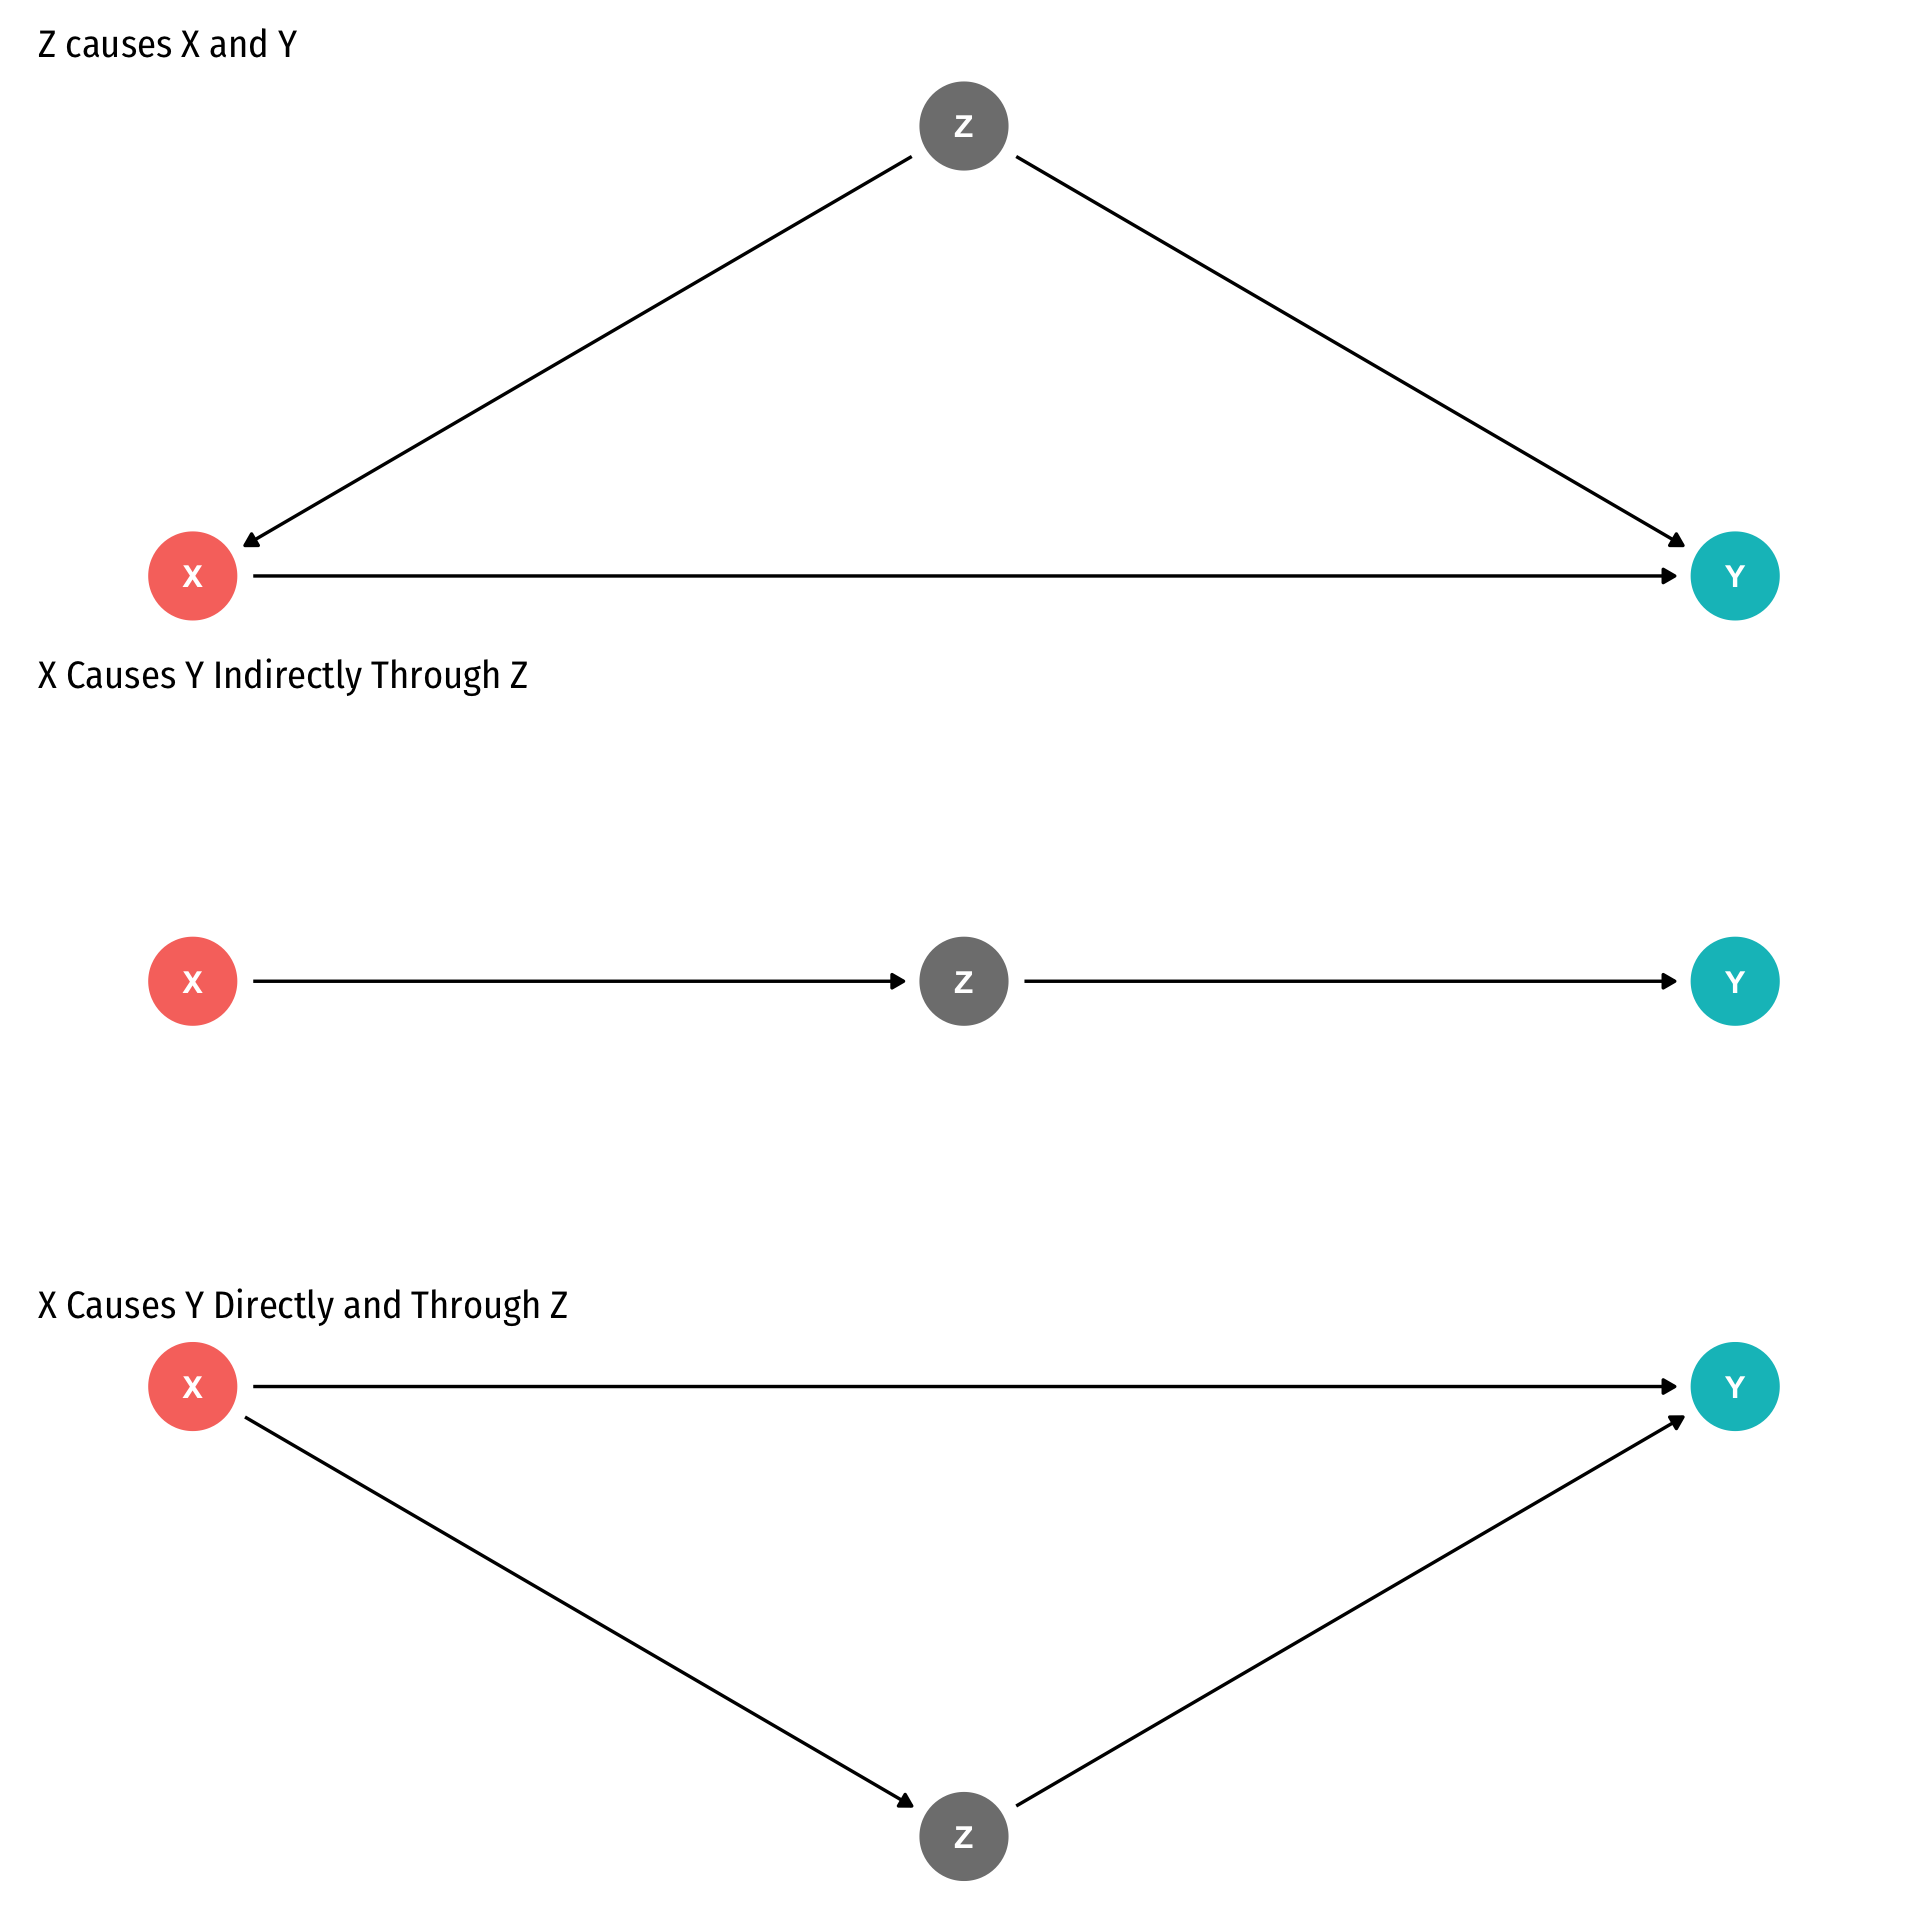 Z causes X and Y
Z
X
Y
X Causes Y Indirectly Through Z
X
Z
Y
X Causes Y Directly and Through Z
X
Y
Z